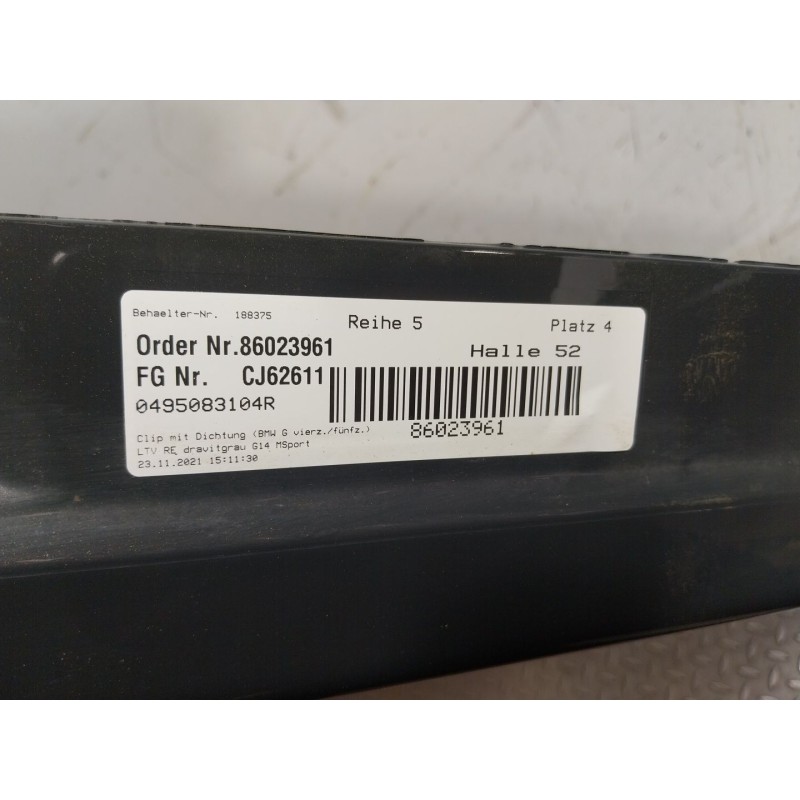 Behaelter-Nr. 188375 Reihe 5 Platz 4
Order Nr.86023961 Halle 52
FG Nr. CJ62611
0495083104R
86023961
Clip mit Dichtung (BMW G vierz./fünfz.)
LTV RE dravitgrau G14 MSport
23.11.2021 15:11:30